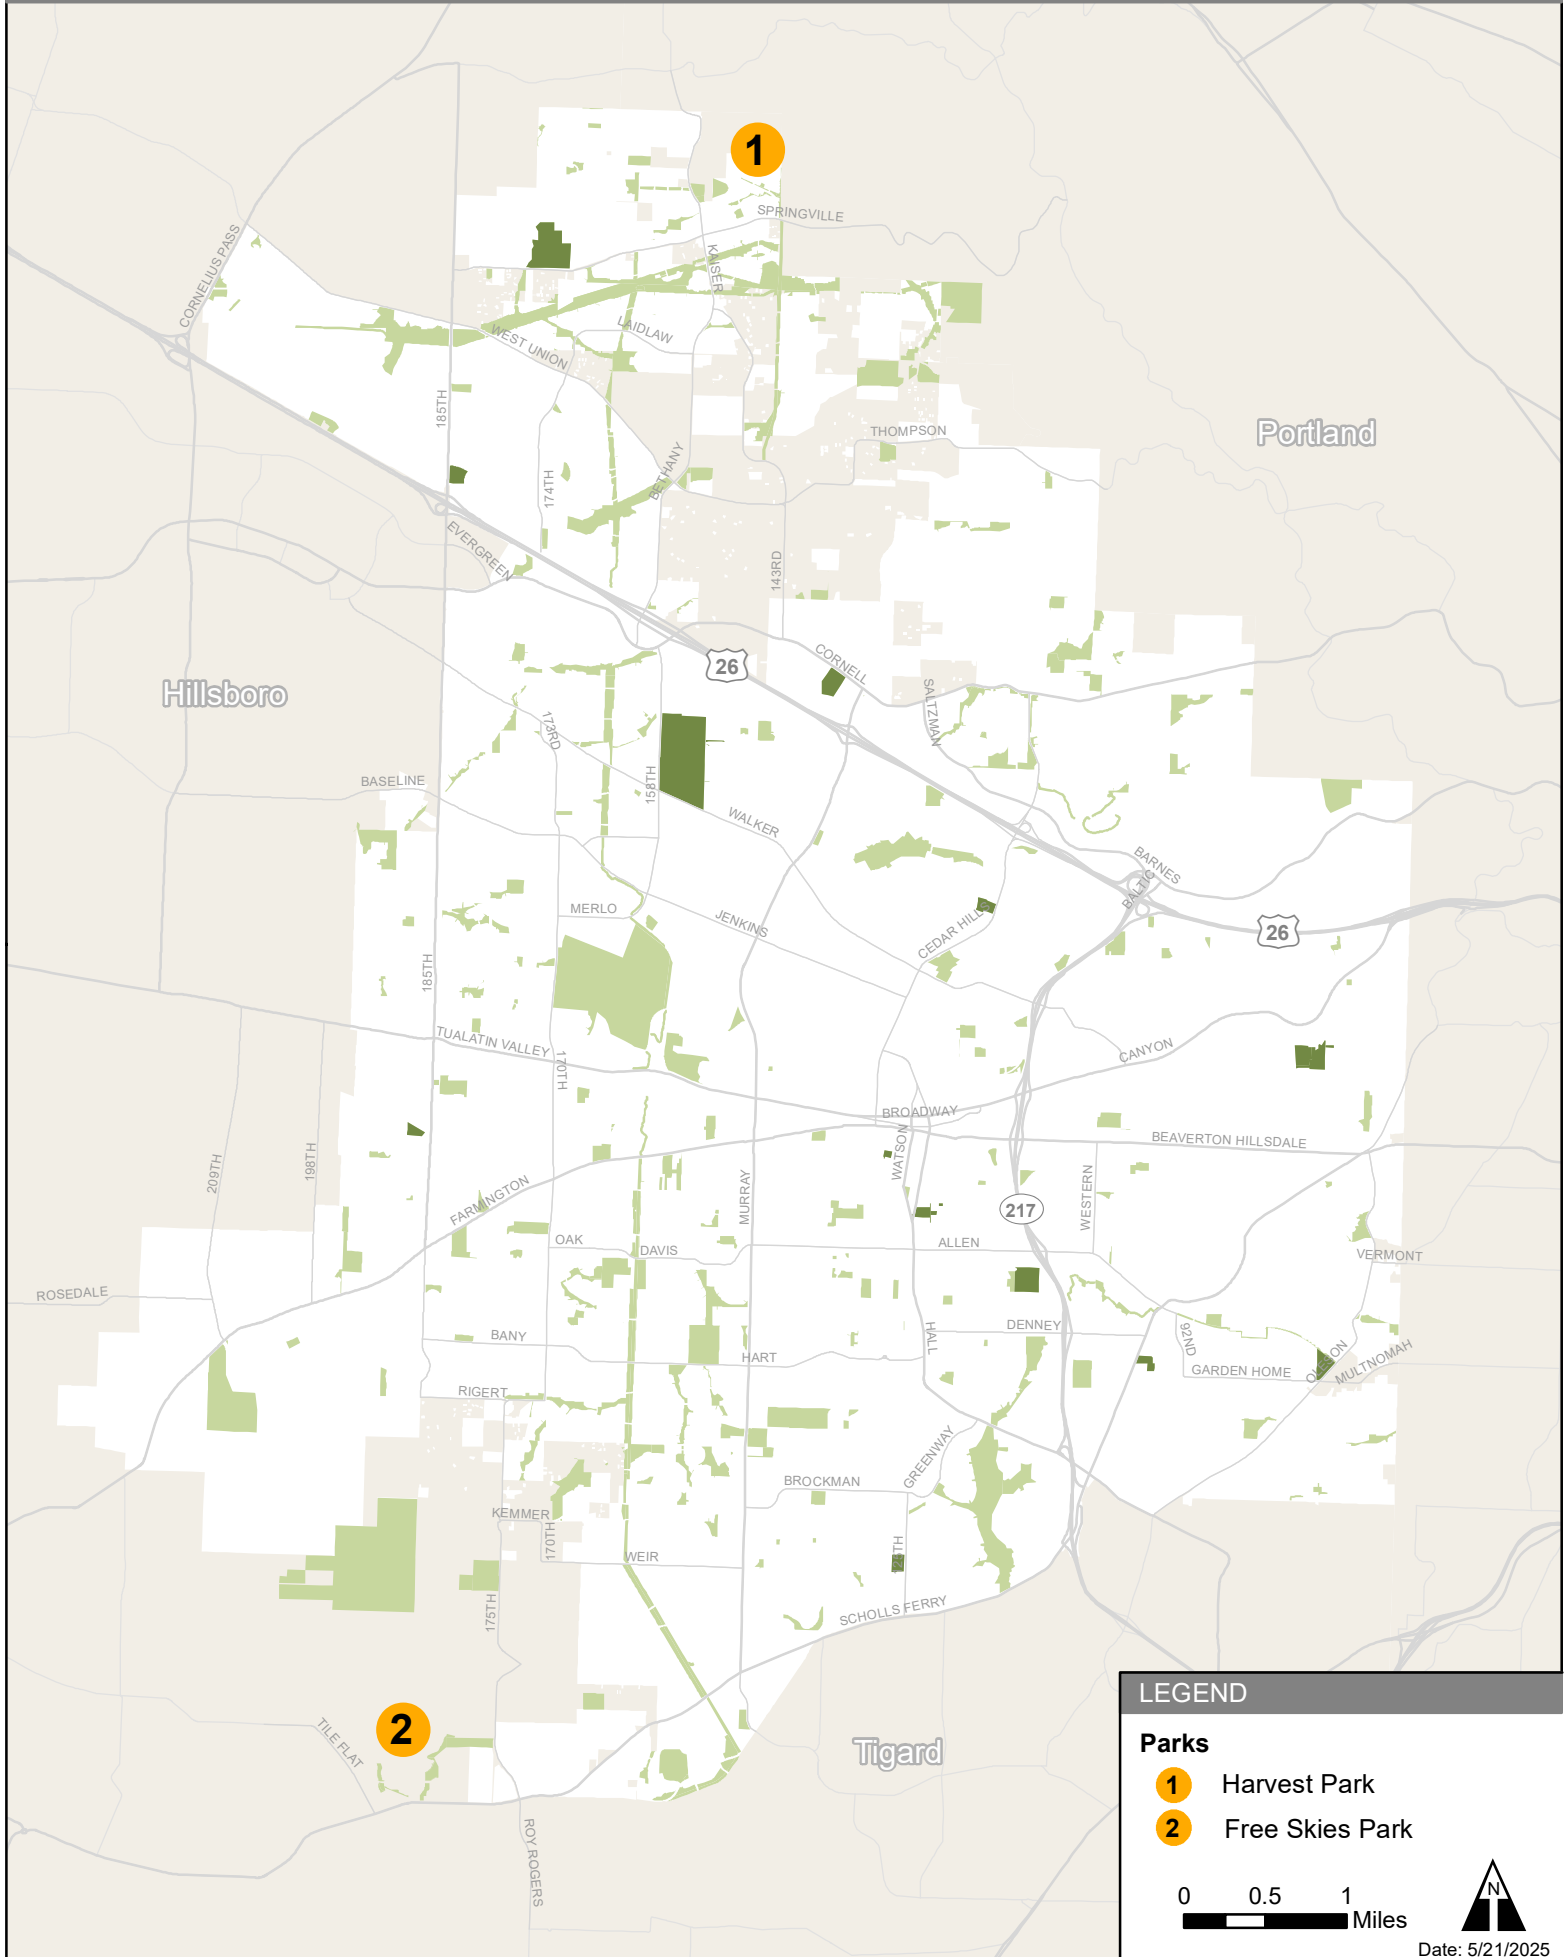 1
SPRINGVILLE
CORNELIUS PASS
KAISER
LAIDLAW
WEST UNION
185TH
Portland
THOMPSON
BETHANY
174TH
EVERGREEN
143RD
CORNELL
26
Hillsboro
SALTZMAN
173RD
BASELINE
158TH
WALKER
BARNES
BALTIC
MERLO
JENKINS
CEDAR HILLS
26
185TH
TUALATIN VALLEY
CANYON
170TH
BROADWAY
BEAVERTON HILLSDALE
WATSON
209TH
198TH
FARMINGTON
MURRAY
WESTERN
217
OAK
DAVIS
ALLEN
VERMONT
ROSEDALE
BANY
HALL
DENNEY
92ND
HART
GARDEN HOME
OLESON
MULTNOMAH
RIGERT
GREENWAY
BROCKMAN
KEMMER
170TH
WEIR
175TH
SCHOLLS FERRY
2
TILE FLAT
Tigard
ROY ROGERS
LEGEND
Parks
1 Harvest Park
2 Free Skies Park
0 0.5 1
Miles
N
Date: 5/21/2025